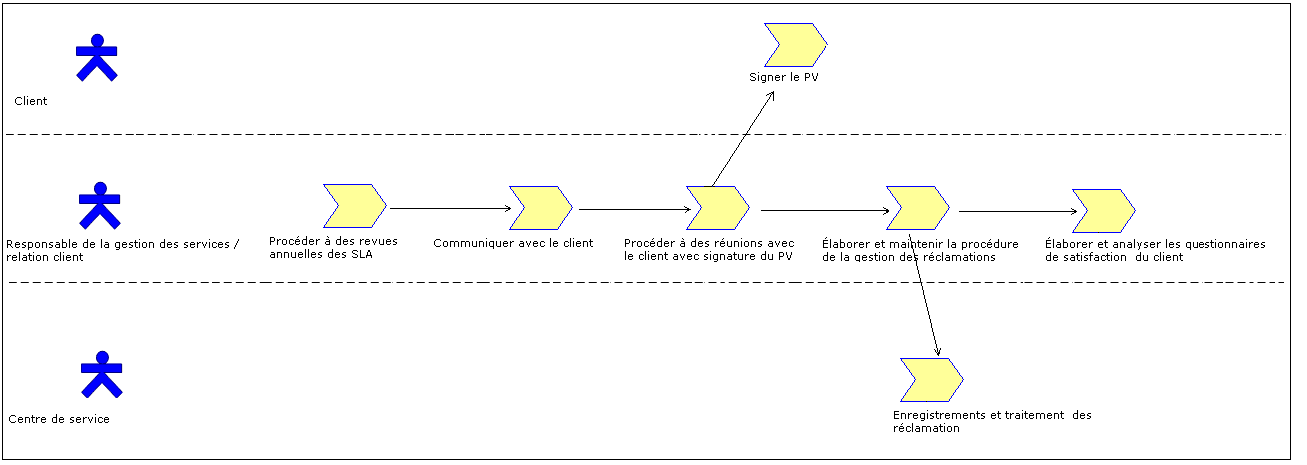 Signer le PV
Client
Responsable de la gestion des services /
relation client
Procéder à des revues
annuelles des SLA
Communiquer avec le client
Procéder à des réunions avec
le client avec signature du PV
Élaborer et maintenir la procédure
de la gestion des réclamations
Élaborer et analyser les questionnaires
de satisfaction  du client
Centre de service
Enregistrements et traitement  des
réclamation